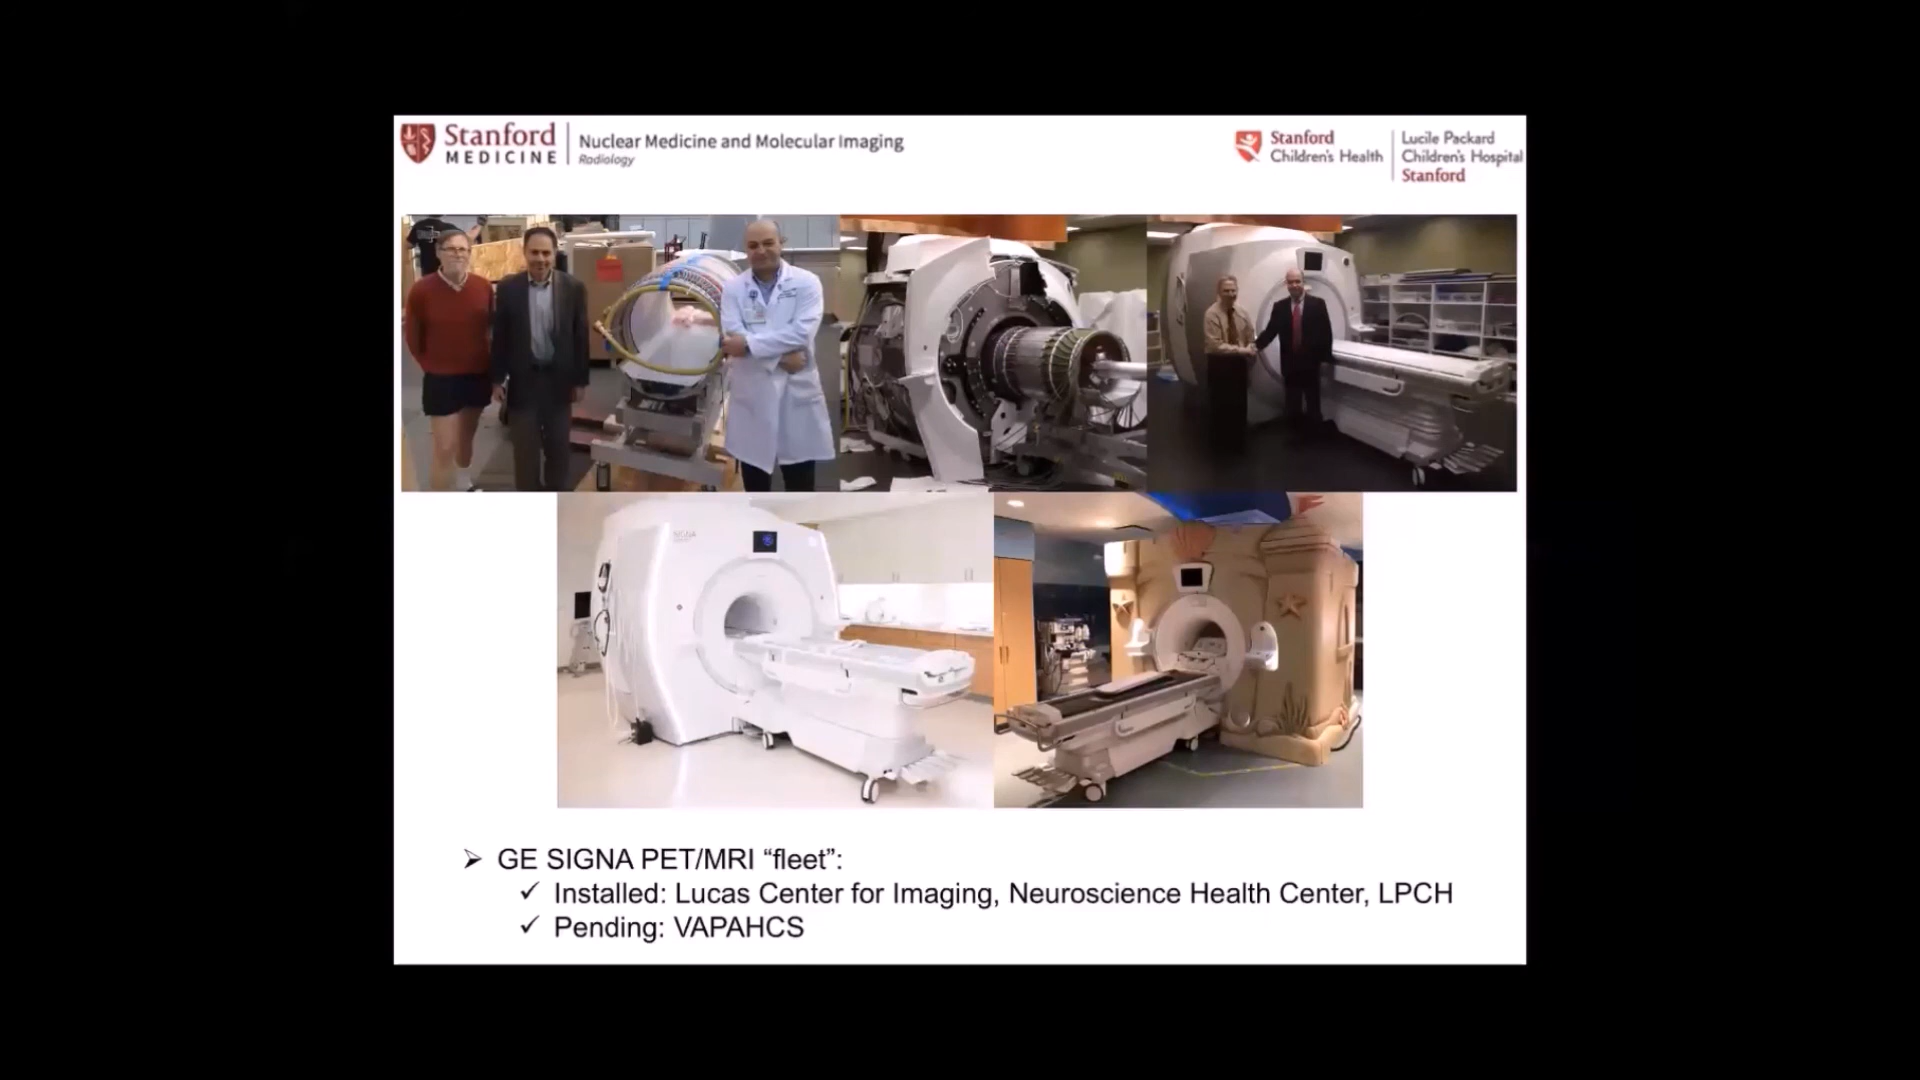 Stanford
MEDICINE
Nuclear Medicine and Molecular Imaging
Radiology
Stanford
Children's Health
Lucile Packard
Children's Hospital
Stanford
SIGNA
➢ GE SIGNA PET/MRI “fleet”:
✓ Installed: Lucas Center for Imaging, Neuroscience Health Center, LPCH
✓ Pending: VAPAHCS